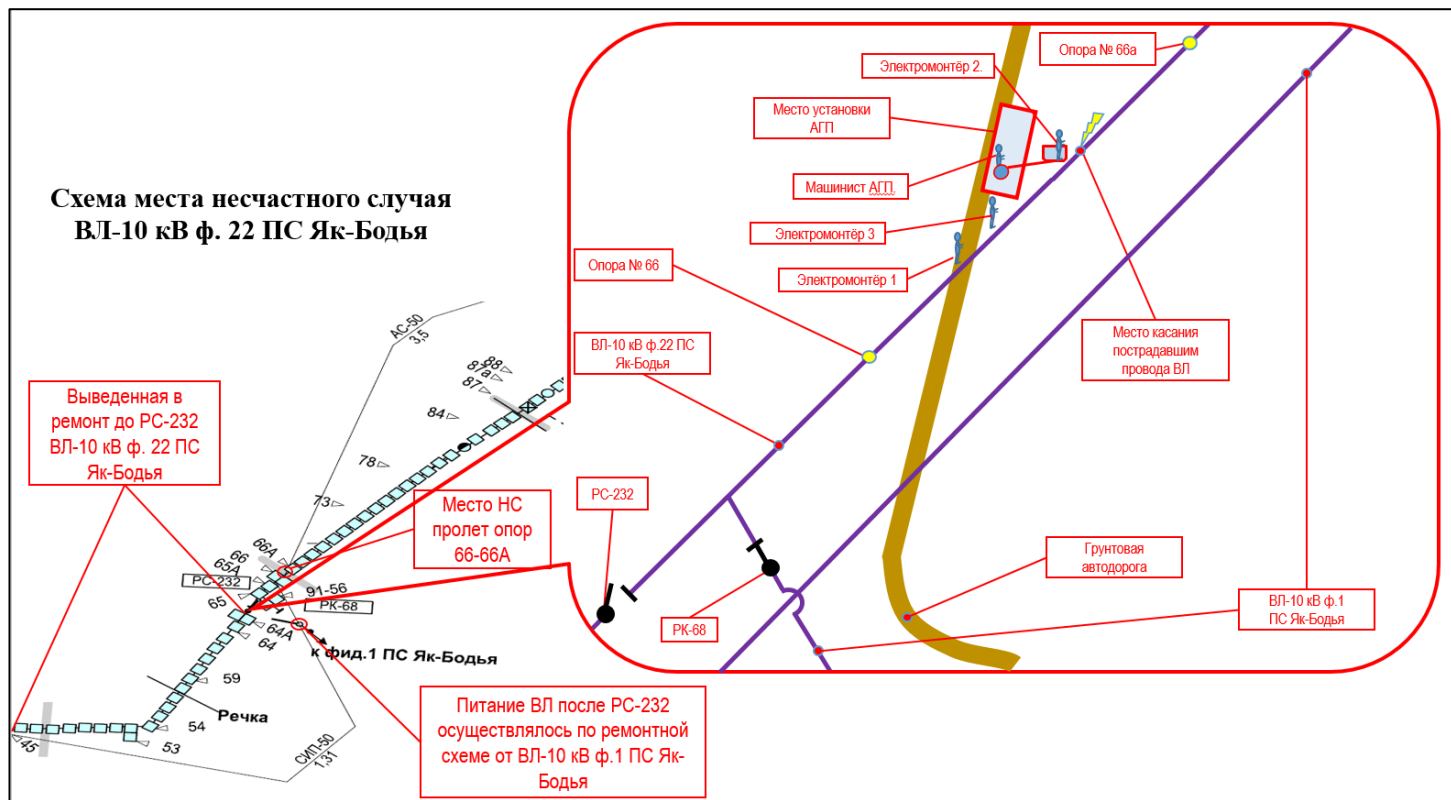 Схема места несчастного случая
ВЛ-10 кВ ф. 22 ПС Як-Бодья
Выведенная в
ремонт до РС-232
ВЛ-10 кВ ф. 22 ПС
Як-Бодья
АС-50
3,5
88
87а
87
84
78
73
Место НС
пролет опор
66-66А
66А
66
65А
РС-232
65
91-56
РК-68
64А
64
к фид.1 ПС Як-Бодья
59
Речка
54
53
45
СИП-50
1,31
Питание ВЛ после РС-232
осуществлялось по ремонтной
схеме от ВЛ-10 кВ ф.1 ПС Як-
Бодья
Опора № 66а
Электромонтёр 2.
Место установки
АГП
Машинист АГП.
Электромонтёр 3
Электромонтёр 1
Опора № 66
ВЛ-10 кВ ф.22 ПС
Як-Бодья
Место касания
пострадавшим
провода ВЛ
РС-232
РК-68
Грунтовая
автодорога
ВЛ-10 кВ ф.1
ПС Як-Бодья